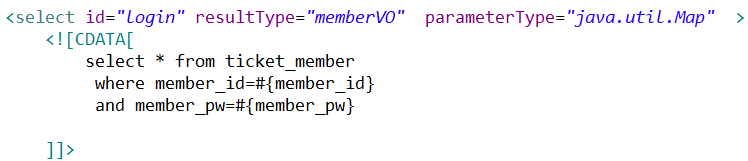 <select id="login" resultType="memberVO" parameterType="java.util.Map" >
<![CDATA[
select * from ticket_member
where member_id=#{member_id}
and member_pw=#{member_pw}
]]>